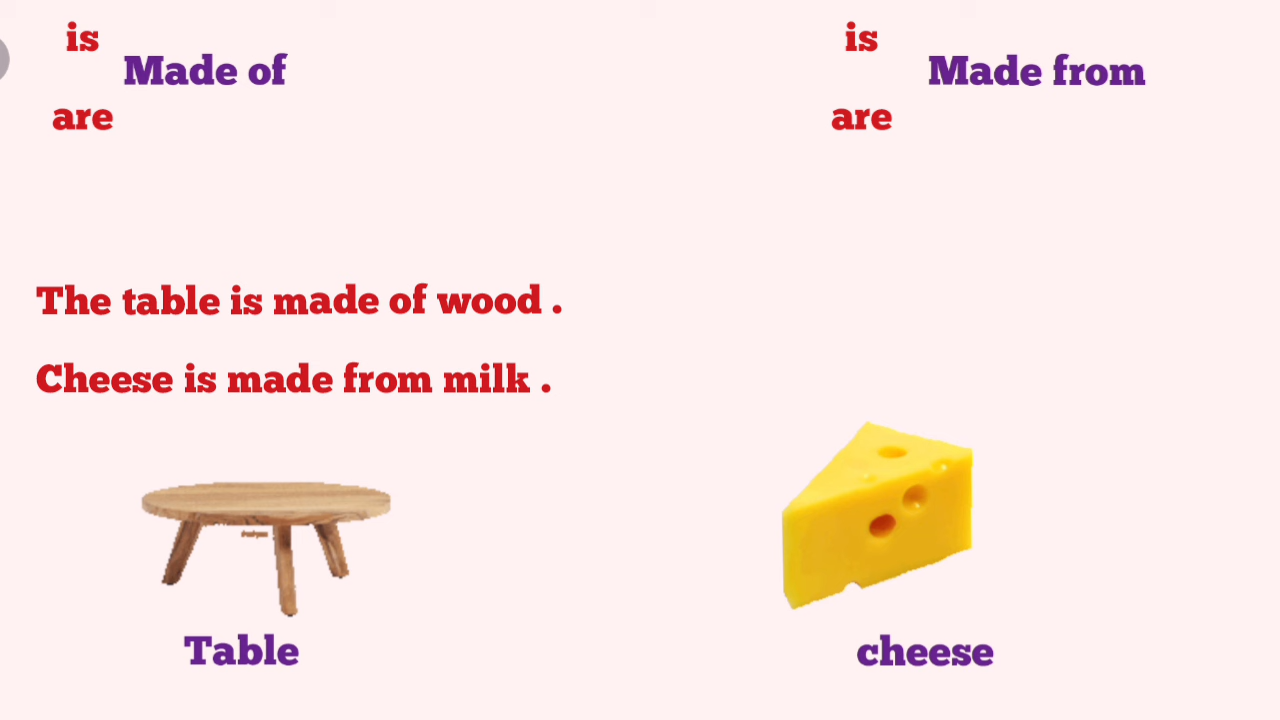 is
Made of
are
is
Made from
are
The table is made of wood .
Cheese is made from milk .
Table
cheese